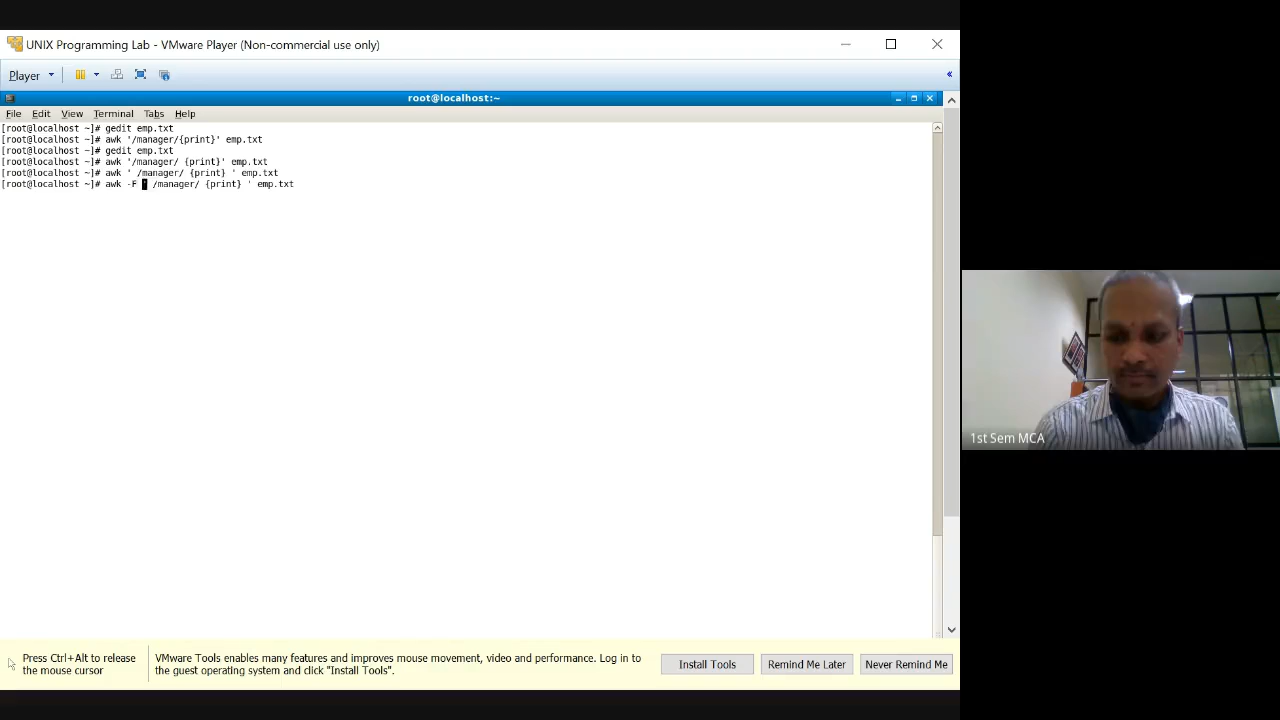 UNIX Programming Lab - VMware Player (Non-commercial use only)
Player
root@localhost:~
File Edit View Terminal Tabs Help
[root@localhost ~]# gedit emp.txt
[root@localhost ~]# awk '/manager/{print}' emp.txt
[root@localhost ~]# gedit emp.txt
[root@localhost ~]# awk '/manager/ {print}' emp.txt
[root@localhost ~]# awk ' /manager/ {print} ' emp.txt
[root@localhost ~]# awk -F ' /manager/ {print} ' emp.txt
1st Sem MCA
Press Ctrl+Alt to release
the mouse cursor
VMware Tools enables many features and improves mouse movement, video and performance. Log in to
the guest operating system and click "Install Tools".
Install Tools
Remind Me Later
Never Remind Me